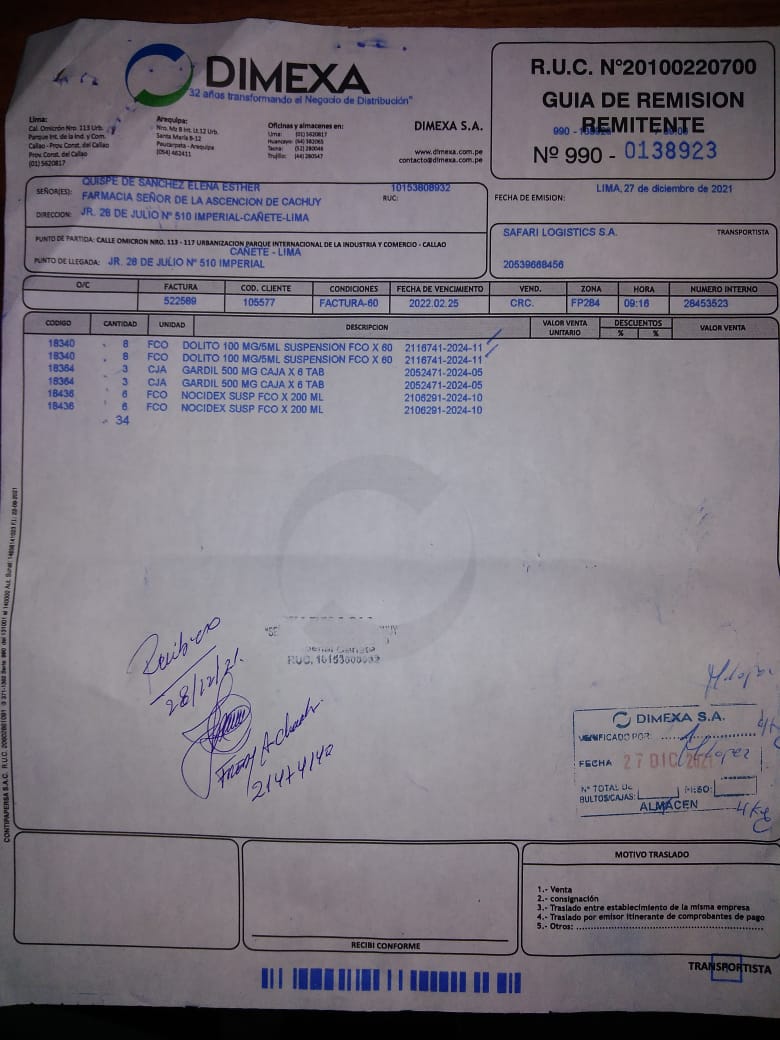 DIMEXA
32 años transformando el Negocio de Distribución"
Lima:
Cal. Omicrón Nro. 113 Urb.
Parque Int. de la Ind. y Com.
Callao - Prov. Const. del Callao
Prov. Const. del Callao
(01) 5620817
Arequipa:
Nro. Mz B Int. Lt.12 Urb.
Santa María B-12
Paucarpata - Arequipa
(054) 462411
Oficinas y almacenes en:
Lima: (01) 5620817
Huancayo: (64)
Tacna: (52) 280046
Trujillo: (44) 280547
DIMEXA S.A.
www.dimexa.com.pe
contacto@dimexa.com.pe
R.U.C. N°20100220700
GUIA DE REMISION
REMITENTE
Nº 990 - 0138923
SEÑOR(ES): QUISPE DE SANCHEZ ELENA ESTHER 10153808932
FARMACIA SEÑOR DE LA ASCENCION DE CACHUY RUC:
DIRECCION: JR. 28 DE JULIO Nº 510 IMPERIAL-CAÑETE-LIMA
LIMA, 27 de diciembre de 2021
FECHA DE EMISION:
PUNTO DE PARTIDA: CALLE OMICRON NRO. 113 - 117 URBANIZACION PARQUE INTERNACIONAL DE LA INDUSTRIA Y COMERCIO - CALLAO
CAÑETE - LIMA
PUNTO DE LLEGADA: JR. 28 DE JULIO Nº 510 IMPERIAL
SAFARI LOGISTICS S.A. TRANSPORTISTA
20539668456
O/C FACTURA COD. CLIENTE CONDICIONES FECHA DE VENCIMIENTO VEND. ZONA HORA NUMERO INTERNO
522589 105577 FACTURA-60 2022.02.25 CRC. FP284 09:16 28453523
CODIGO CANTIDAD UNIDAD DESCRIPCION VALOR VENTA UNITARIO DESCUENTOS % % VALOR VENTA
18340 8 FCO DOLITO 100 MG/5ML SUSPENSION FCO X 60 2116741-2024-11
18340 8 FCO DOLITO 100 MG/5ML SUSPENSION FCO X 60 2116741-2024-11
18364 3 CJA GARDIL 500 MG CAJA X 6 TAB 2052471-2024-05
18364 3 CJA GARDIL 500 MG CAJA X 6 TAB 2052471-2024-05
18436 6 FCO NOCIDEX SUSP FCO X 200 ML 2106291-2024-10
18436 6 FCO NOCIDEX SUSP FCO X 200 ML 2106291-2024-10
34
28/12/21.
21474142
DIMEXA S.A.
VERIFICADO POR:
FECHA 27 DIC 2021
Nº TOTAL DE
BULTOS/CAJAS: PESO:
ALMACEN
4 Kg
RECIBI CONFORME
MOTIVO TRASLADO
1.- Venta
2.- consignación
3.- Traslado entre establecimiento de la misma empresa
4.- Traslado por emisor itinerante de comprobantes de pago
5.- Otros:
TRANSPORTISTA